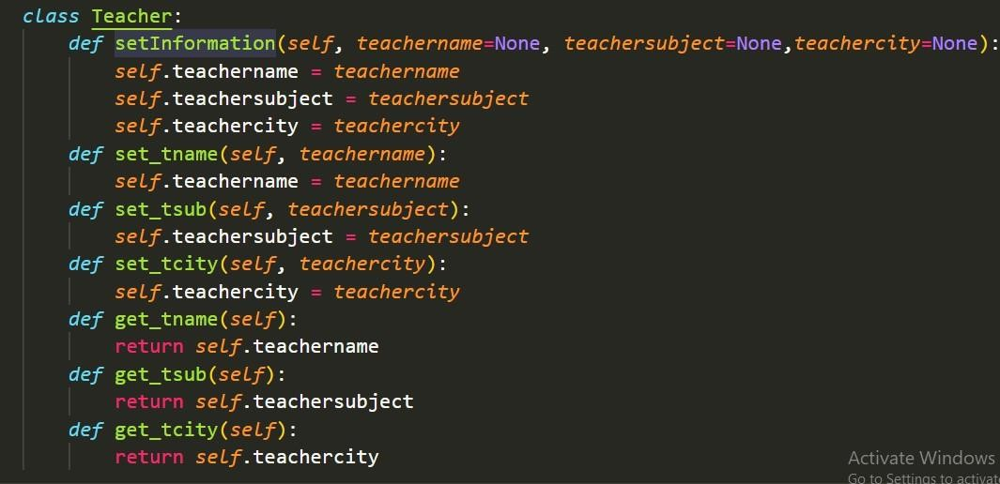 class Teacher:
    def setInformation(self, teachername=None, teachersubject=None,teachercity=None):
        self.teachername = teachername
        self.teachersubject = teachersubject
        self.teachercity = teachercity
    def set_tname(self, teachername):
        self.teachername = teachername
    def set_tsub(self, teachersubject):
        self.teachersubject = teachersubject
    def set_tcity(self, teachercity):
        self.teachercity = teachercity
    def get_tname(self):
        return self.teachername
    def get_tsub(self):
        return self.teachersubject
    def get_tcity(self):
        return self.teachercity
Activate Windows
Go to Settings to activat